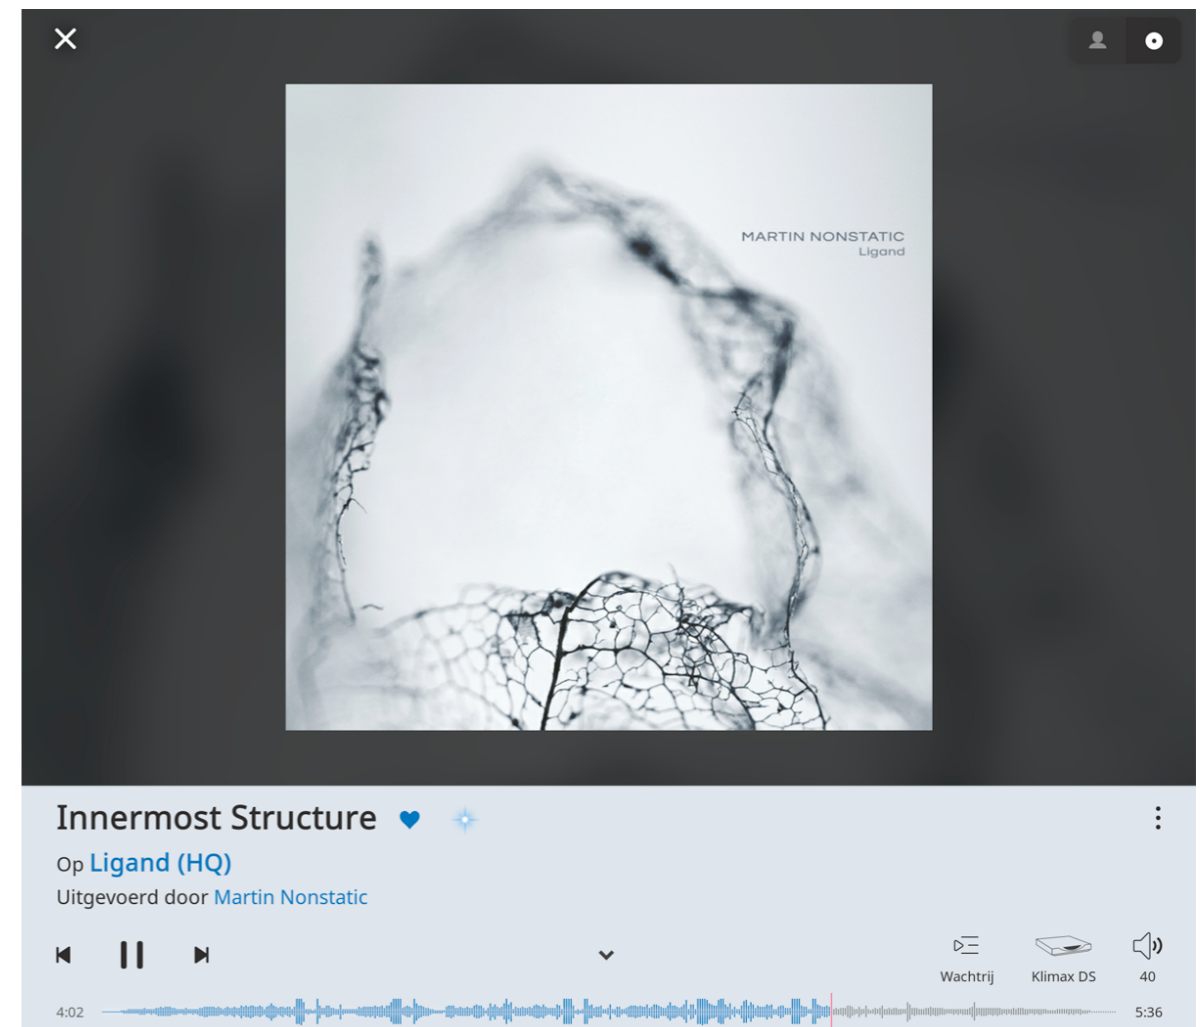 MARTIN NONSTATIC
Ligand
Innermost Structure
Op Ligand (HQ)
Uitgevoerd door Martin Nonstatic
Wachtrij
Klimax DS
40
4:02
5:36